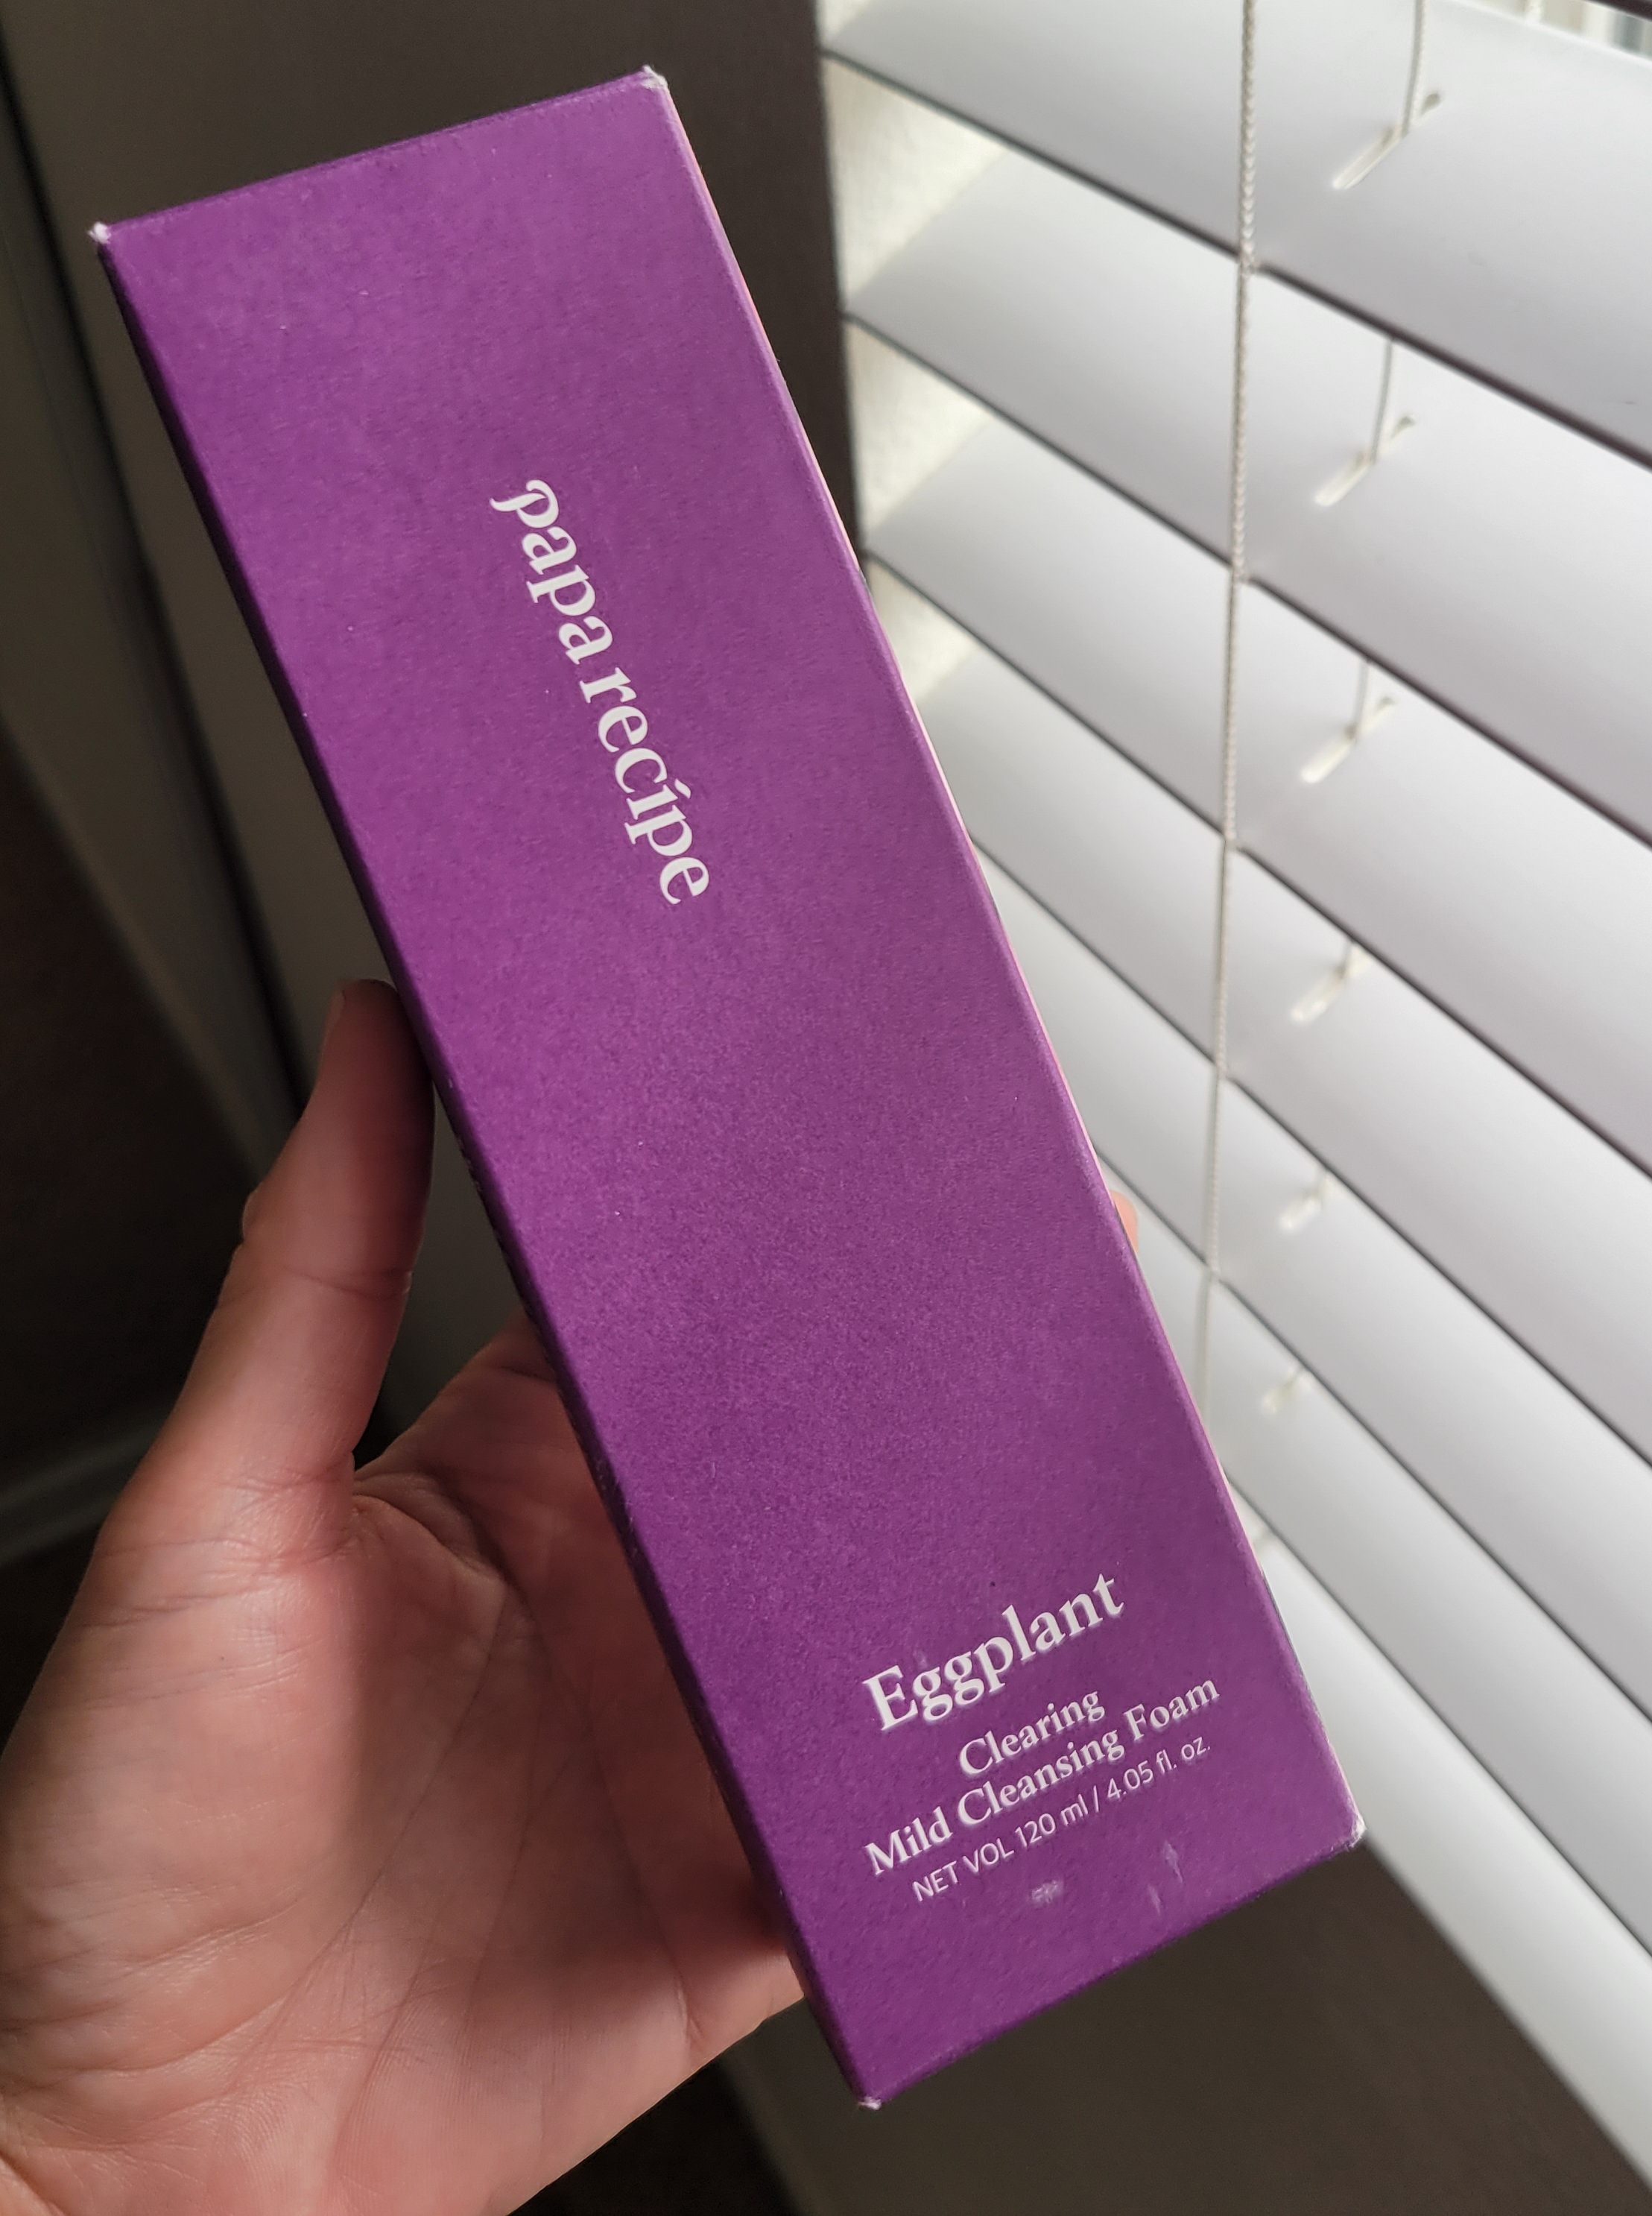 papa recipe
Eggplant
Clearing
Mild Cleansing Foam
NET VOL 120 ml / 4.05 fl. oz.